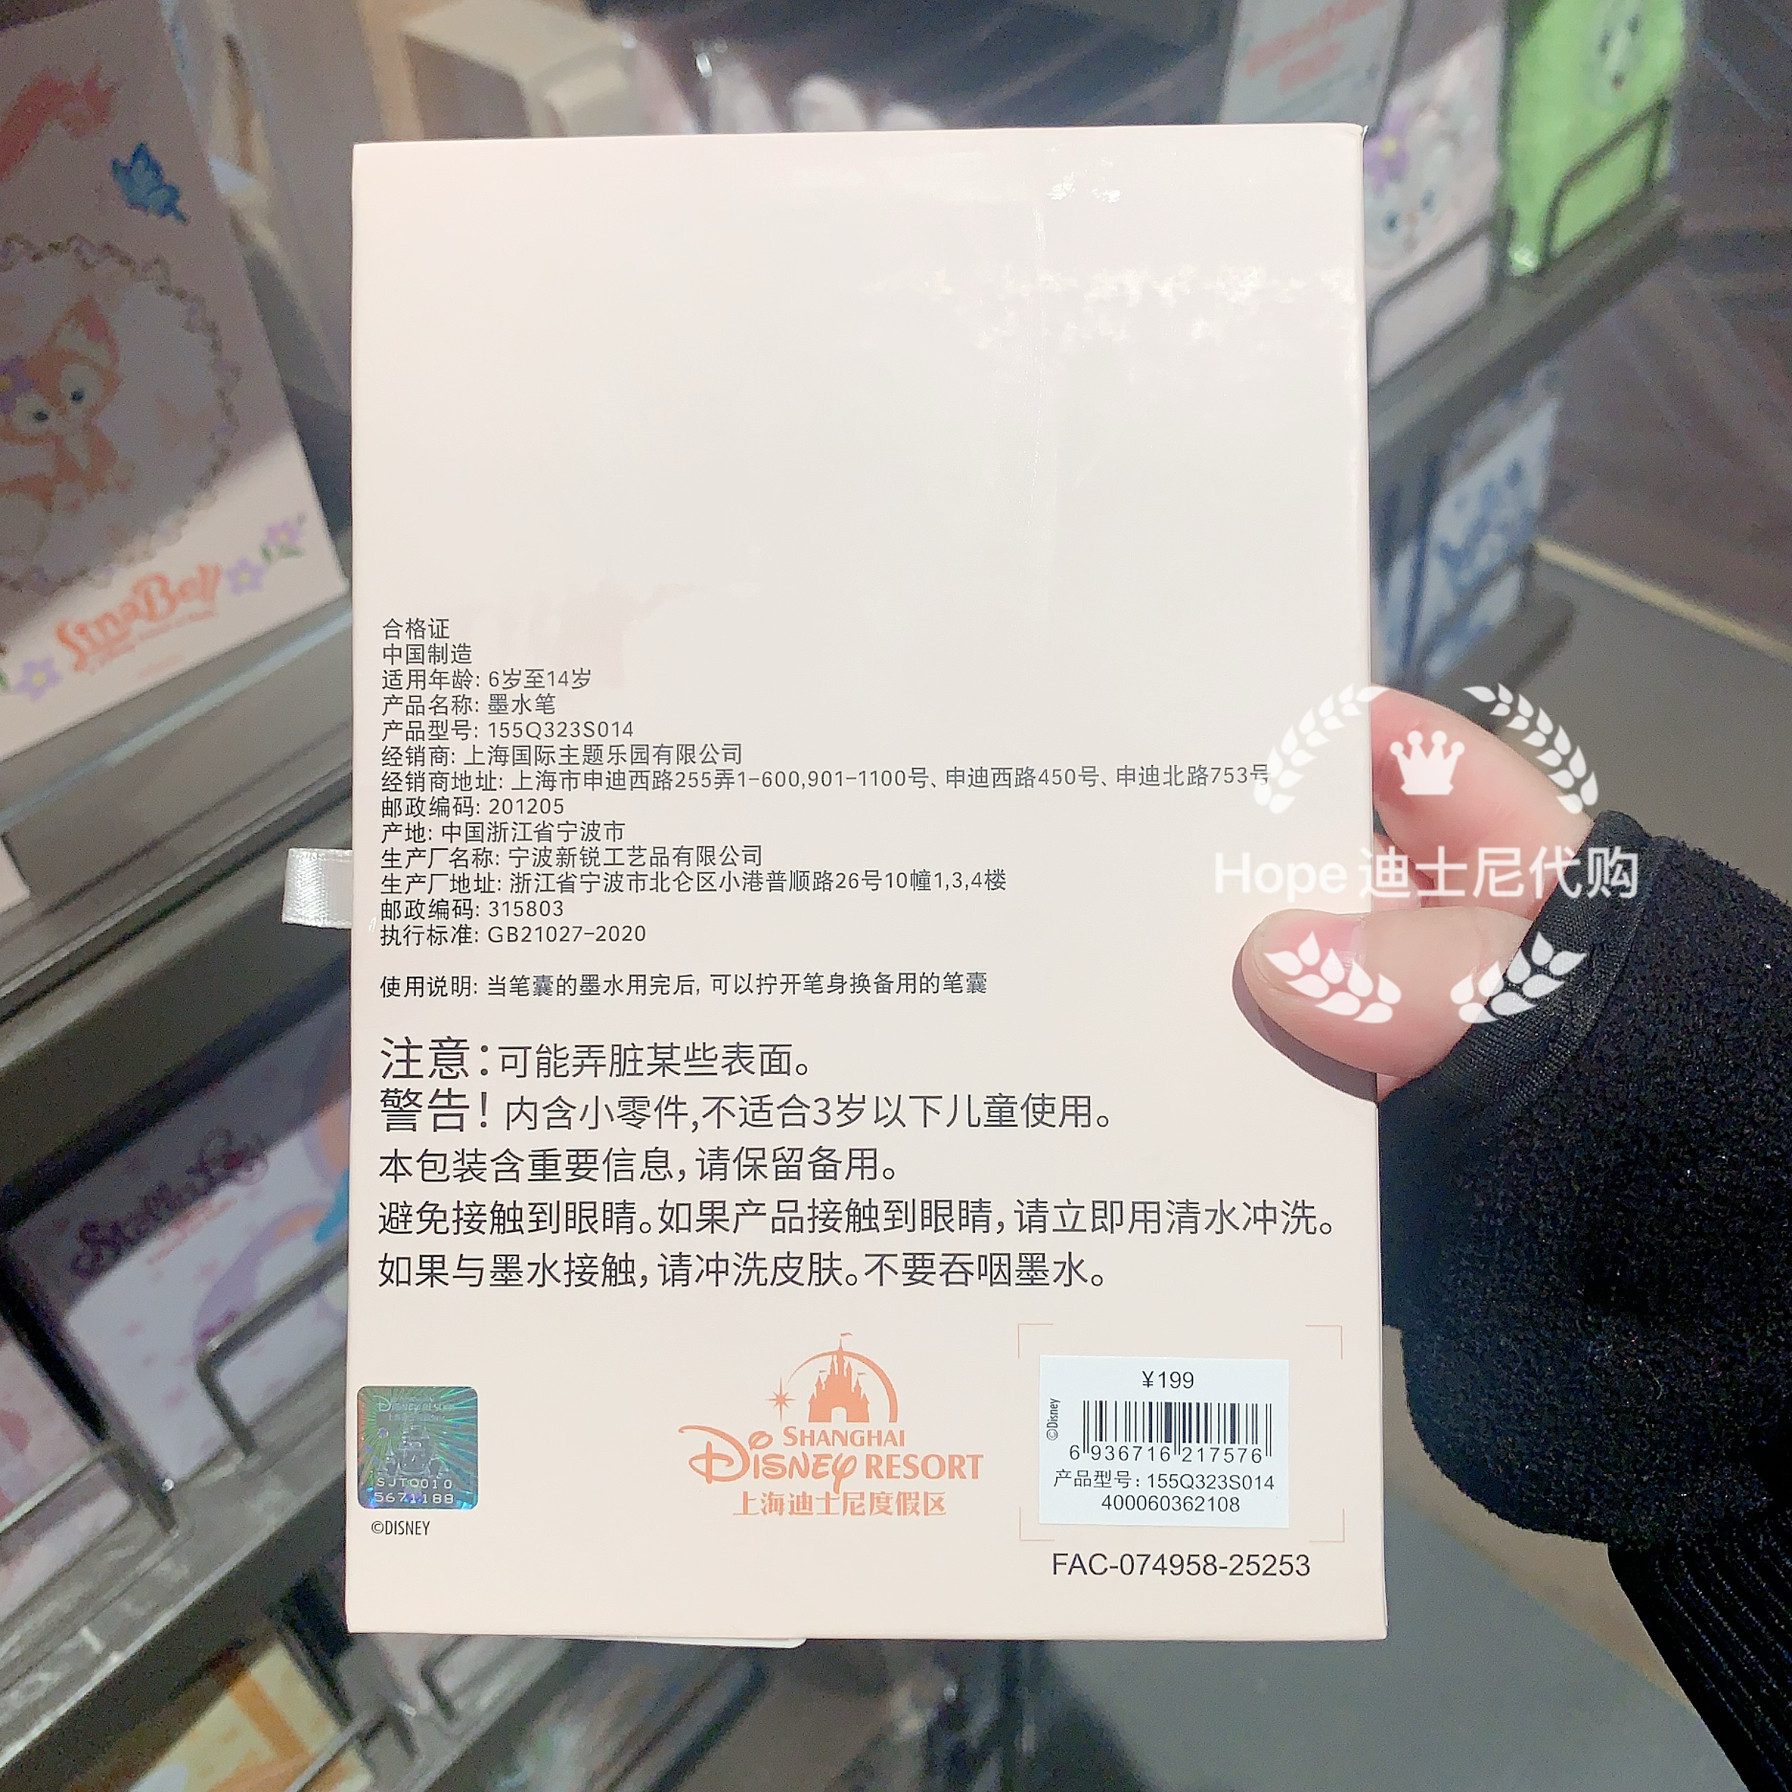 合格证
中国制造
适用年龄: 6岁至14岁
产品名称: 墨水笔
产品型号: 155Q323S014
经销商: 上海国际主题乐园有限公司
经销商地址: 上海市申迪西路255弄1-600,901-1100号、申迪西路450号、申迪北路753号
邮政编码: 201205
产地: 中国浙江省宁波市
生产厂名称: 宁波新锐工艺品有限公司
生产厂地址: 浙江省宁波市北仑区小港普顺路26号10幢1,3,4楼
邮政编码: 315803
执行标准: GB21027-2020
使用说明: 当笔囊的墨水用完后, 可以拧开笔身换备用的笔囊
注意:可能弄脏某些表面。
警告! 内含小零件,不适合3岁以下儿童使用。
本包装含重要信息,请保留备用。
避免接触到眼睛。如果产品接触到眼睛,请立即用清水冲洗。
如果与墨水接触,请冲洗皮肤。不要吞咽墨水。
SHANGHAI
DISNEY RESORT
上海迪士尼度假区
DISNEY RESORT
SJTQ010
5671188
©DISNEY
¥199
©Disney
6 936716 217576
产品型号: 155Q323S014
400060362108
FAC-074958-25253
Hope迪士尼代购
LinaBell